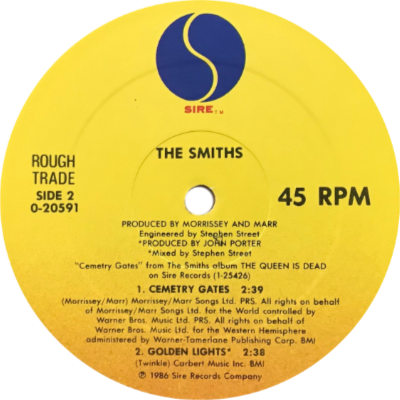 SIRE TM
THE SMITHS
ROUGH
TRADE
SIDE 2
0-20591
45 RPM
PRODUCED BY MORRISSEY AND MARR
Engineered by Stephen Street
*PRODUCED BY JOHN PORTER
*Mixed by Stephen Street
"Cemetry Gates" from The Smiths album THE QUEEN IS DEAD
on Sire Records (1-25426)
1. CEMETRY GATES 2:39
(Morrissey/Marr) Morrissey/Marr Songs Ltd. PRS. All rights on behalf
of Morrissey/Marr Songs Ltd. for the World controlled by
Warner Bros. Music Ltd. PRS. All rights on behalf of
Warner Bros. Music Ltd. for the Western Hemisphere
administered by Warner-Tamerlane Publishing Corp. BMI
2. GOLDEN LIGHTS* 2:38
(Twinkle) Carbert Music Inc. BMI
℗ 1986 Sire Records Company